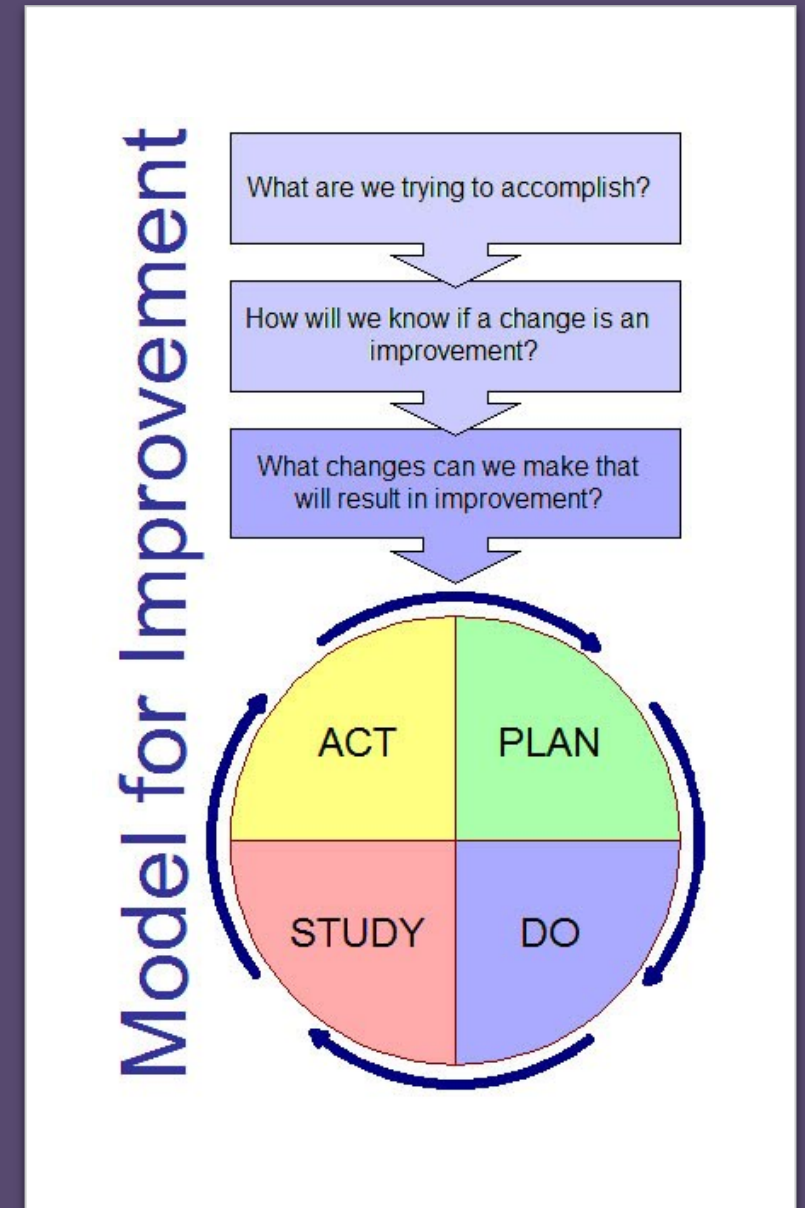 Model for Improvement
What are we trying to accomplish?
How will we know if a change is an
improvement?
What changes can we make that
will result in improvement?
ACT
PLAN
STUDY
DO